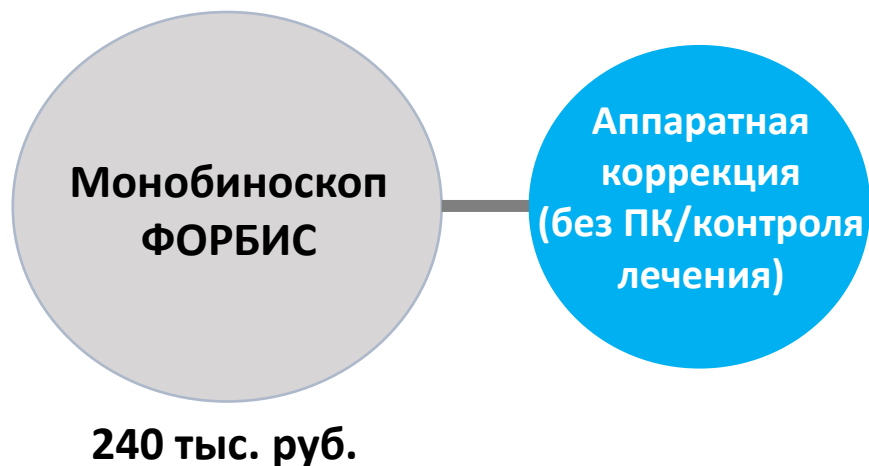 Монобиноскоп
ФОРБИС
Аппаратная
коррекция
(без ПК/контроля
лечения)
240 тыс. руб.